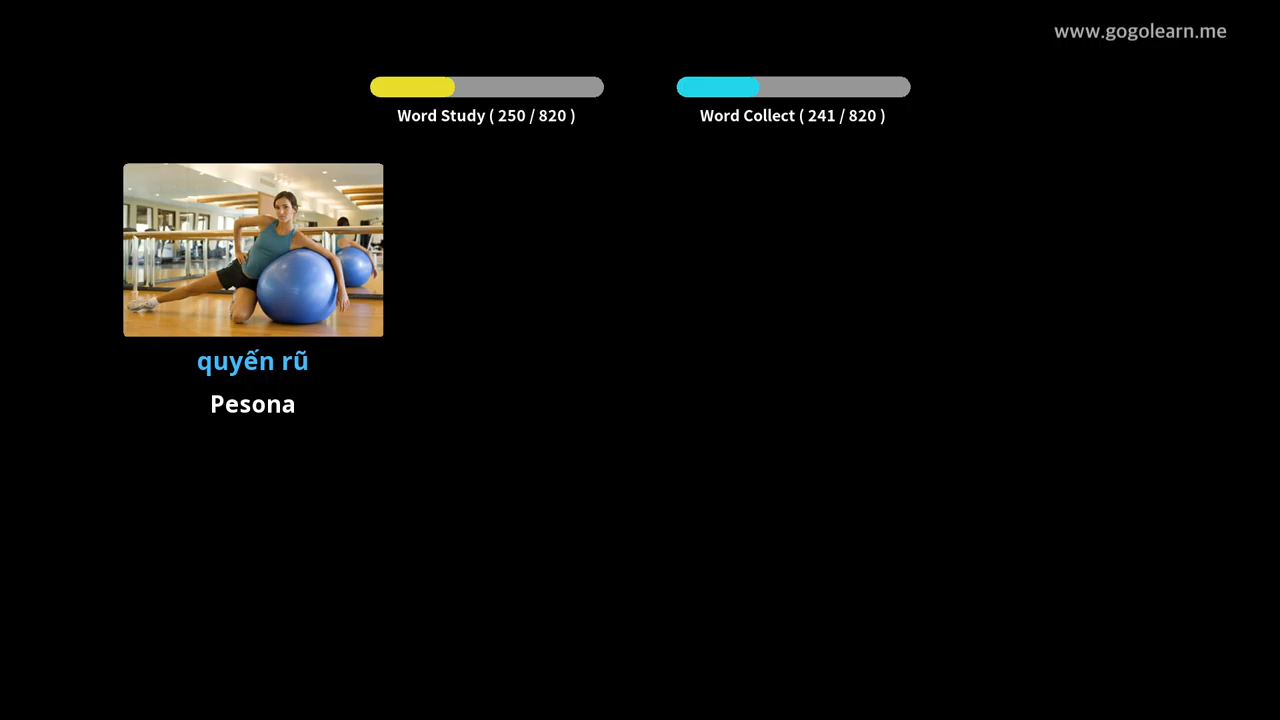 www.gogolearn.me
Word Study ( 250 / 820 )
Word Collect ( 241 / 820 )
quyến rũ
Pesona